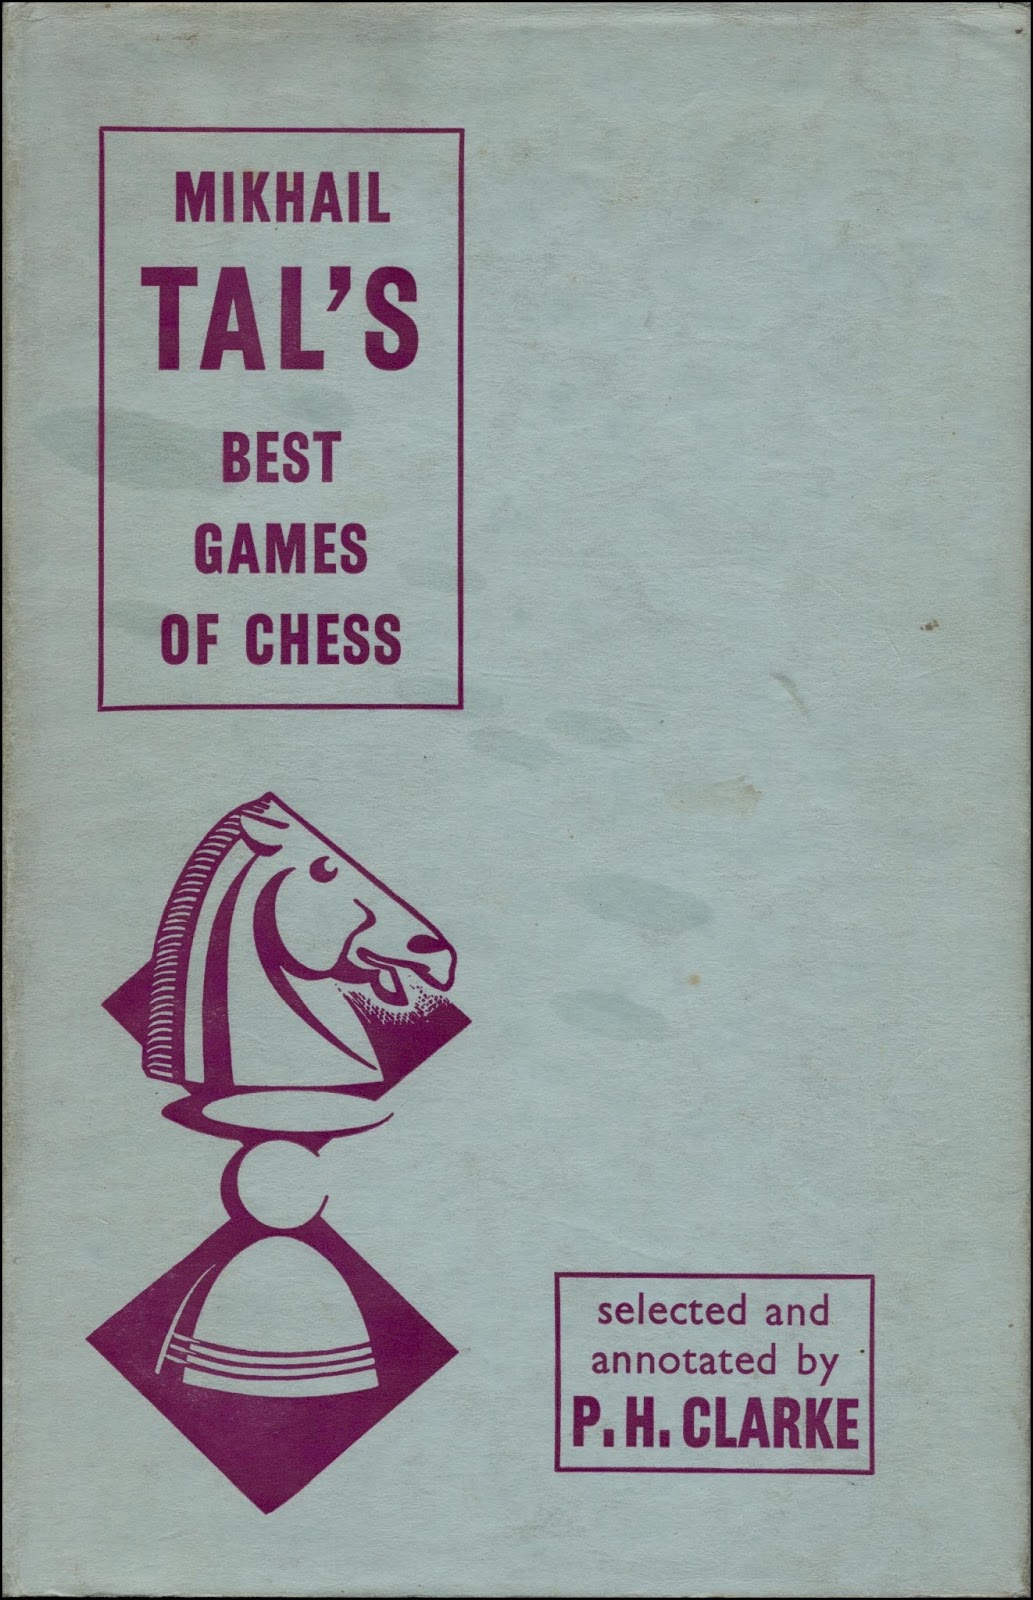 MIKHAIL
TAL'S
BEST
GAMES
OF CHESS
selected and
annotated by
P. H. CLARKE